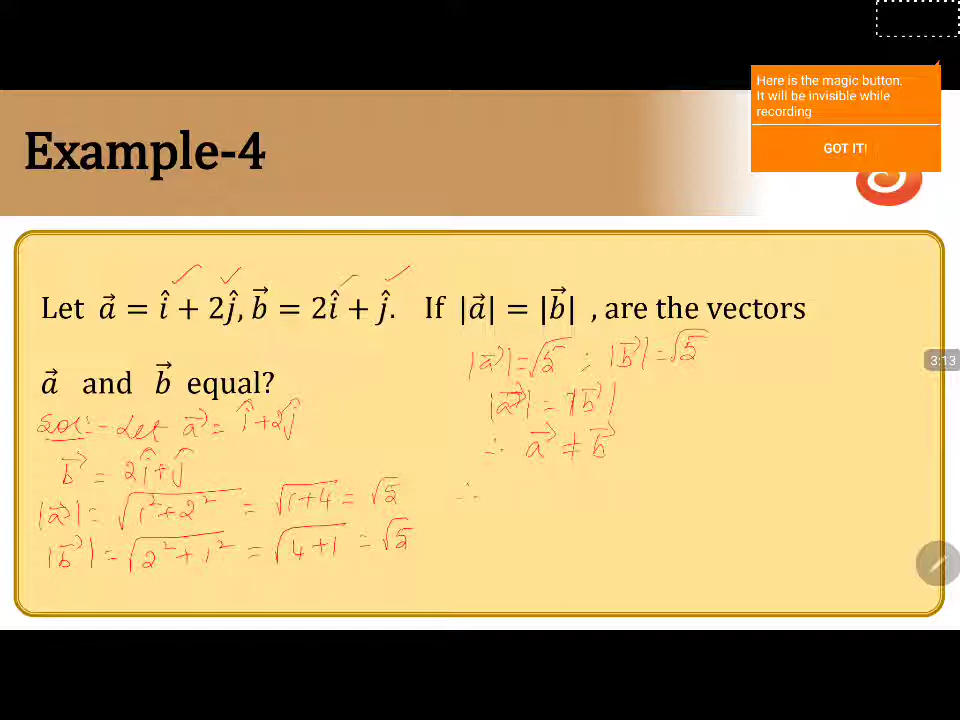 Here is the magic button.
It will be invisible while
recording
GOT IT!
Example-4
Let a⃗ = î + 2ĵ, b⃗ = 2î + ĵ. If |a⃗| = |b⃗| , are the vectors
a⃗ and b⃗ equal?
Sol:- Let a⃗ = î + 2ĵ
b⃗ = 2î + ĵ
|a⃗| = √(1² + 2²) = √(1+4) = √5
|b⃗| = √(2² + 1²) = √(4+1) = √5
|a⃗| = √5 ; |b⃗| = √5
|a⃗| = |b⃗|
∴ a⃗ ≠ b⃗
∴
3:13